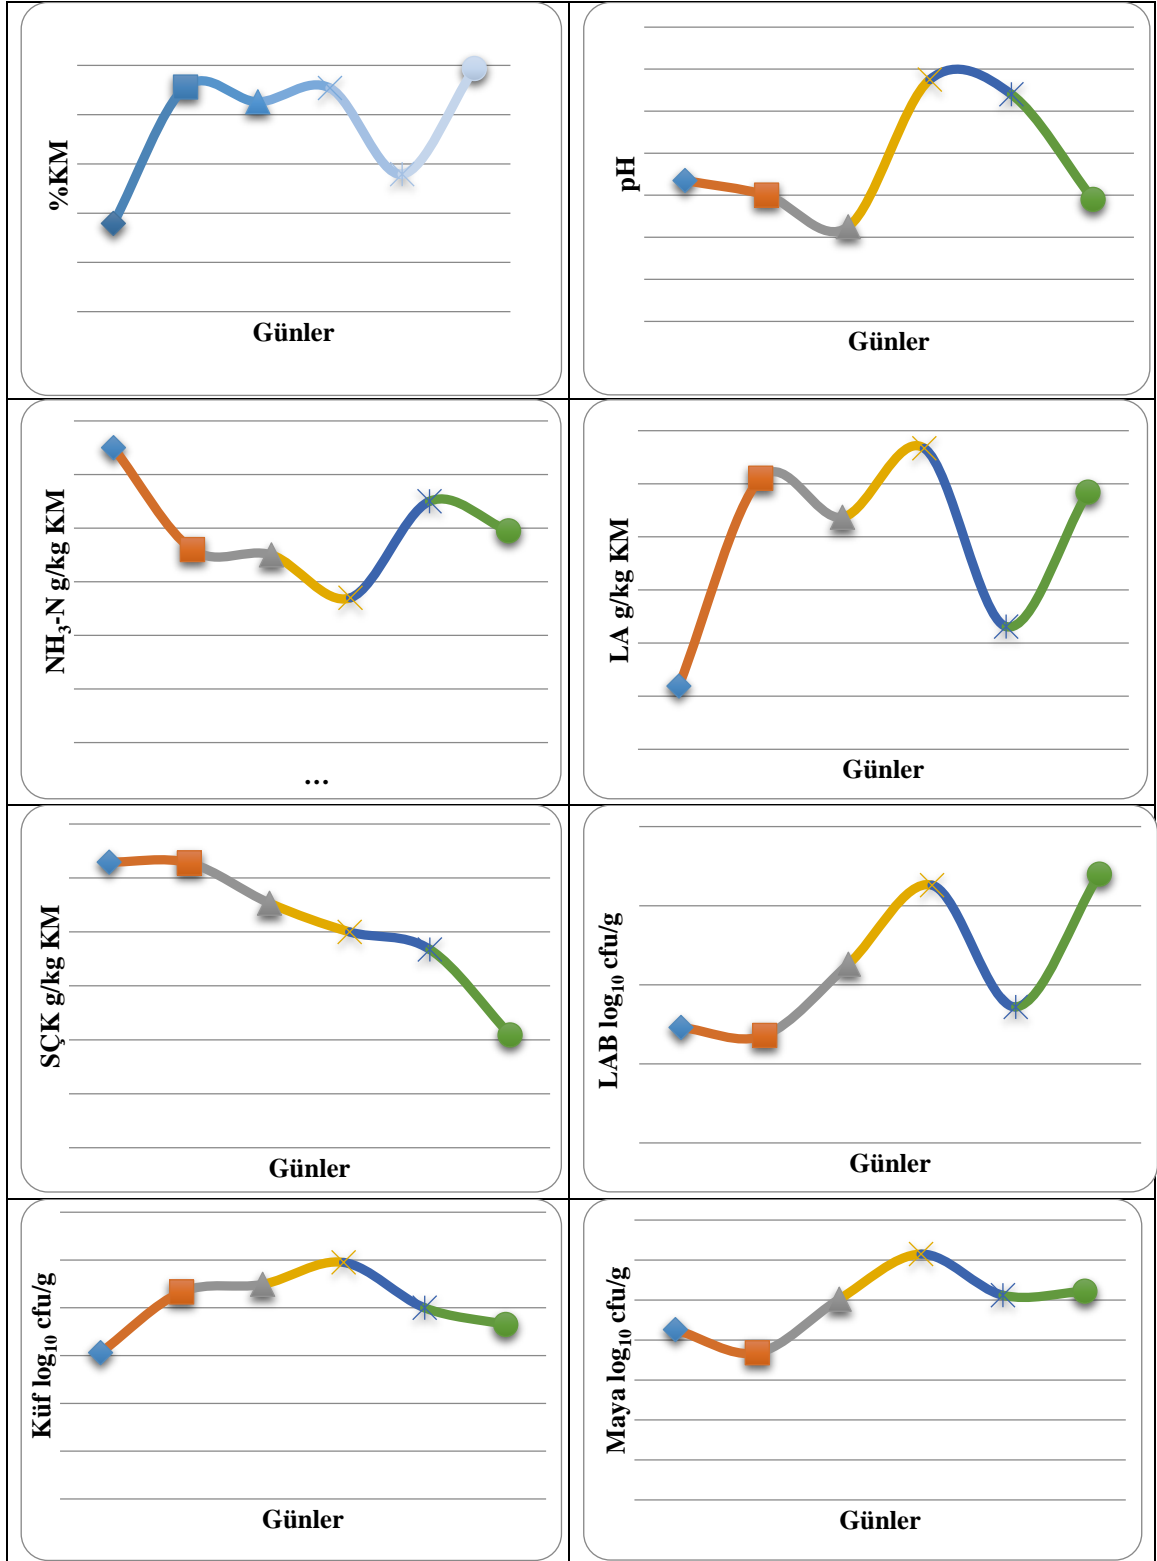 %KM
Günler
pH
Günler
NH₃-N g/kg KM
...
LA g/kg KM
Günler
SÇK g/kg KM
Günler
LAB log₁₀ cfu/g
Günler
Küf log₁₀ cfu/g
Günler
Maya log₁₀ cfu/g
Günler